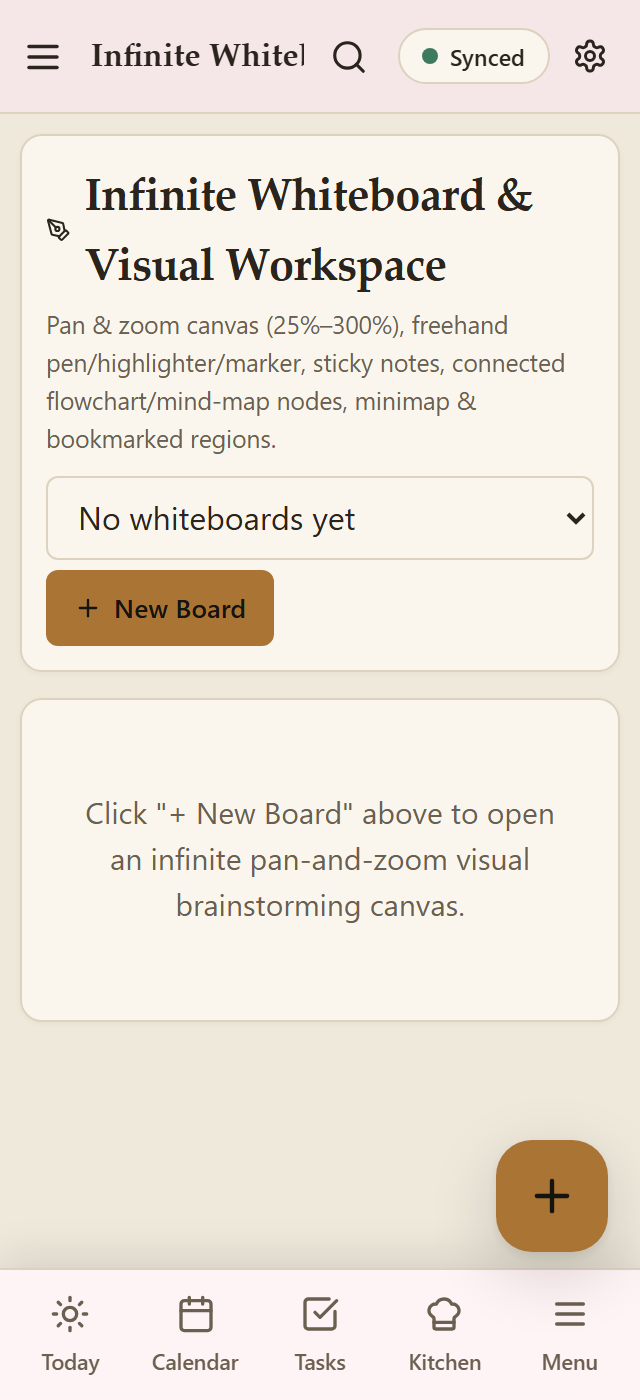 Infinite Whitel
Synced
Infinite Whiteboard &
Visual Workspace
Pan & zoom canvas (25%–300%), freehand
pen/highlighter/marker, sticky notes, connected
flowchart/mind-map nodes, minimap &
bookmarked regions.
No whiteboards yet
+ New Board
Click "+ New Board" above to open
an infinite pan-and-zoom visual
brainstorming canvas.
Today
Calendar
Tasks
Kitchen
Menu